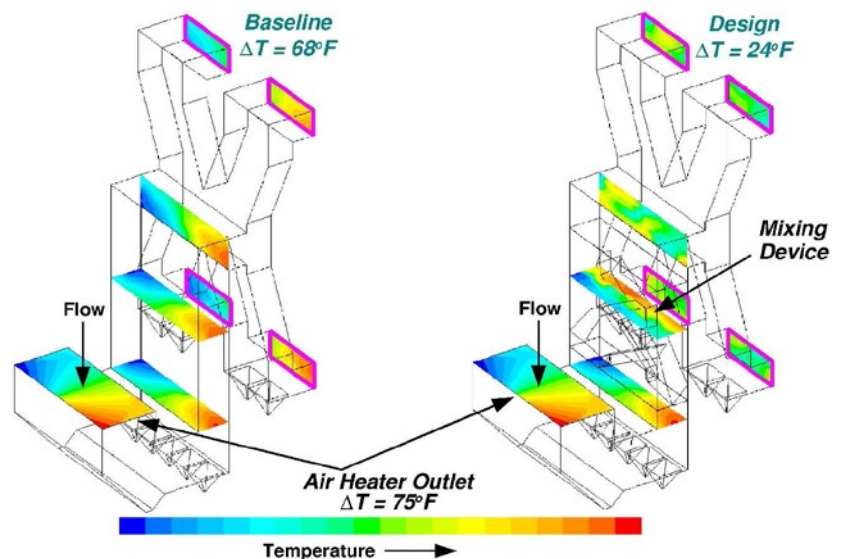 Baseline
ΔT = 68°F
Design
ΔT = 24°F
Mixing
Device
Flow
Flow
Air Heater Outlet
ΔT = 75°F
Temperature